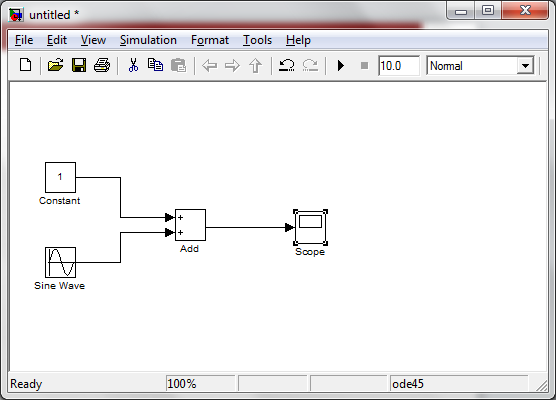 untitled *
File Edit View Simulation Format Tools Help
10.0 Normal
1
Constant
+
+
Add
Scope
Sine Wave
Ready 100% ode45